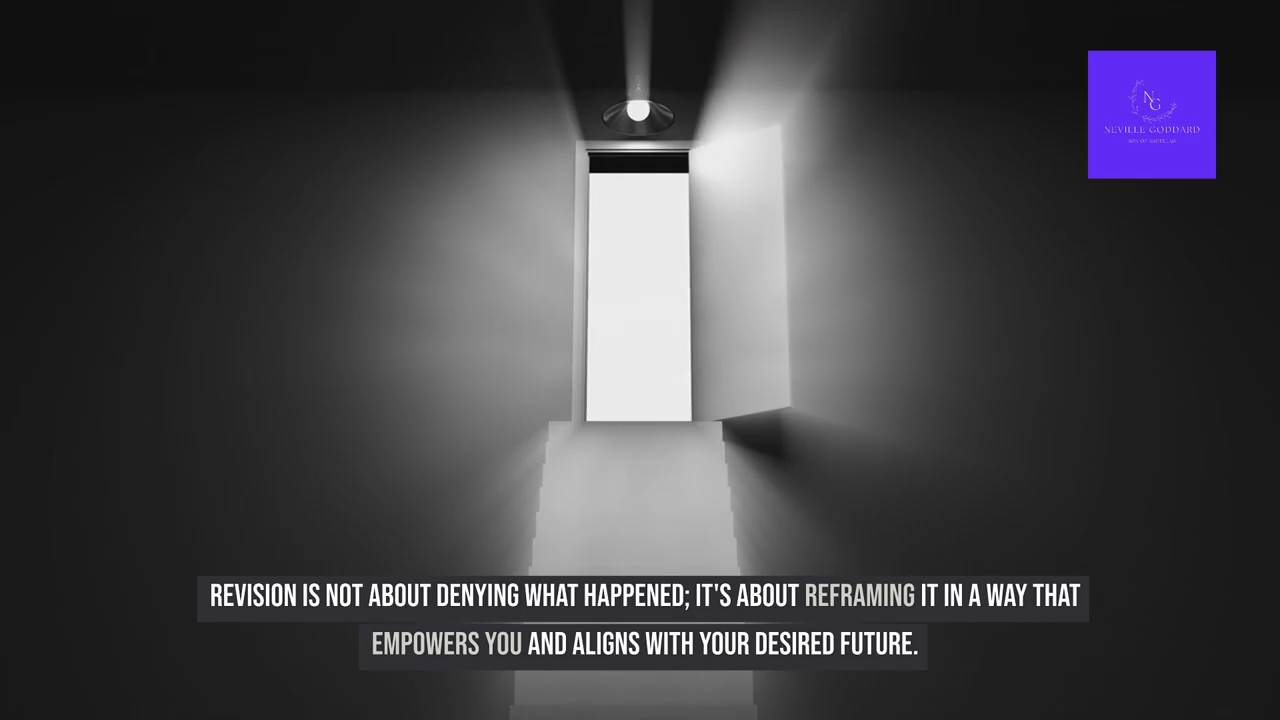 NG
NEVILLE GODDARD
REVISION IS NOT ABOUT DENYING WHAT HAPPENED; IT'S ABOUT REFRAMING IT IN A WAY THAT
EMPOWERS YOU AND ALIGNS WITH YOUR DESIRED FUTURE.